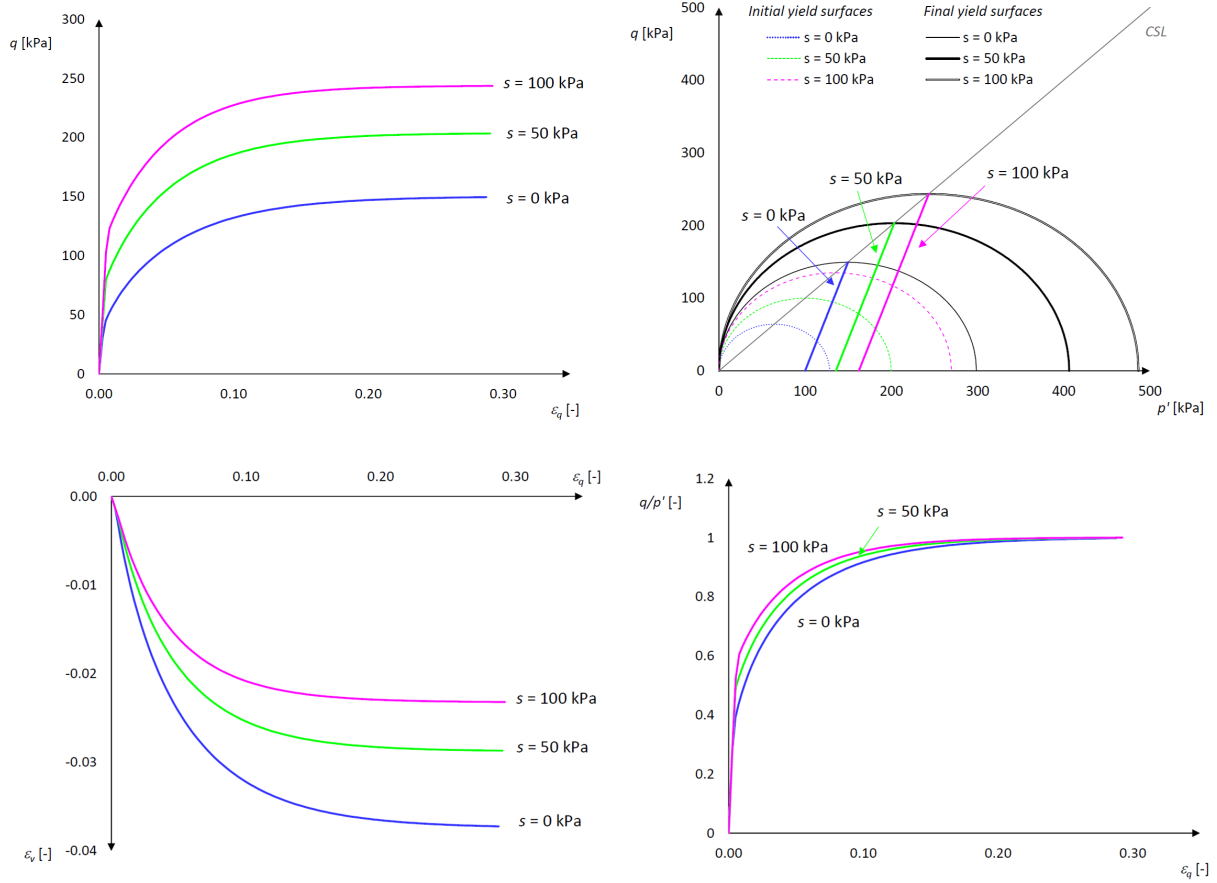 q [kPa]
300
250
200
150
100
50
0
0.00
0.10
0.20
0.30
εq [-]
s = 100 kPa
s = 50 kPa
s = 0 kPa
q [kPa]
500
400
300
200
100
0
0
100
200
300
400
500
p' [kPa]
Initial yield surfaces
s = 0 kPa
s = 50 kPa
s = 100 kPa
Final yield surfaces
s = 0 kPa
s = 50 kPa
s = 100 kPa
CSL
s = 0 kPa
s = 50 kPa
s = 100 kPa
0.00
0.10
0.20
0.30
εq [-]
0.00
-0.01
-0.02
-0.03
-0.04
εv [-]
s = 100 kPa
s = 50 kPa
s = 0 kPa
q/p' [-]
1.2
1
0.8
0.6
0.4
0.2
0
0.00
0.10
0.20
0.30
εq [-]
s = 50 kPa
s = 100 kPa
s = 0 kPa